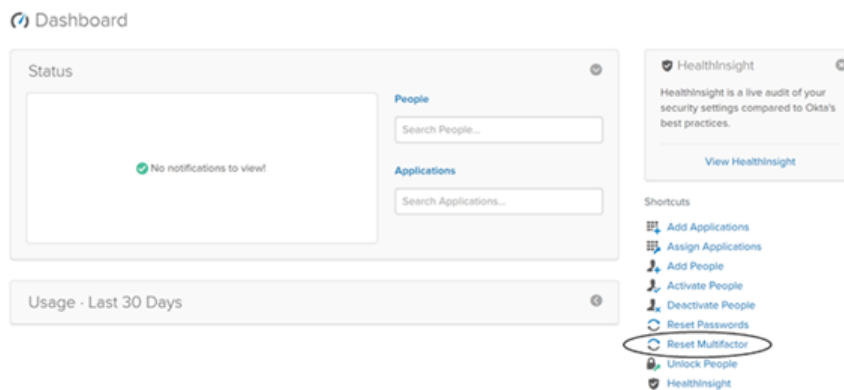 Dashboard
Status
No notifications to view!
People
Search People...
Applications
Search Applications...
Usage - Last 30 Days
HealthInsight
HealthInsight is a live audit of your
security settings compared to Okta's
best practices.
View HealthInsight
Shortcuts
Add Applications
Assign Applications
Add People
Activate People
Deactivate People
Reset Passwords
Reset Multifactor
Unlock People
HealthInsight